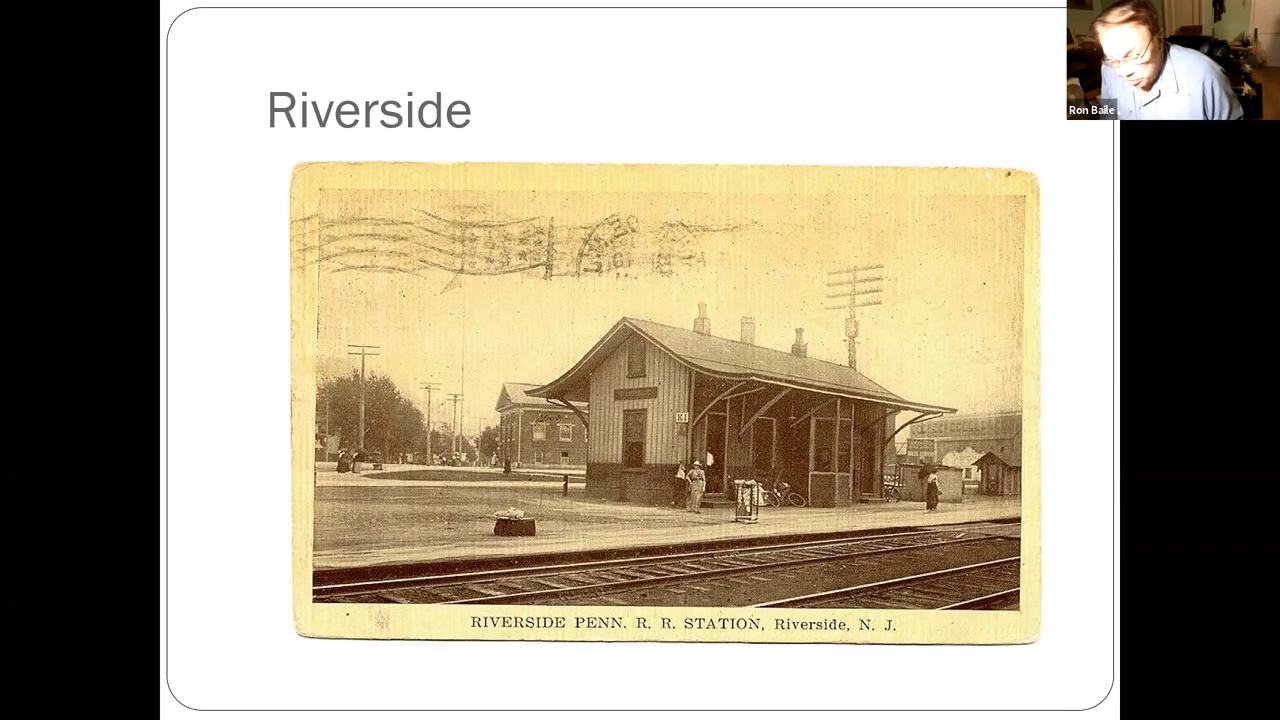 Riverside
Ron Baile
K-I
RIVERSIDE PENN. R. R. STATION, Riverside, N. J.